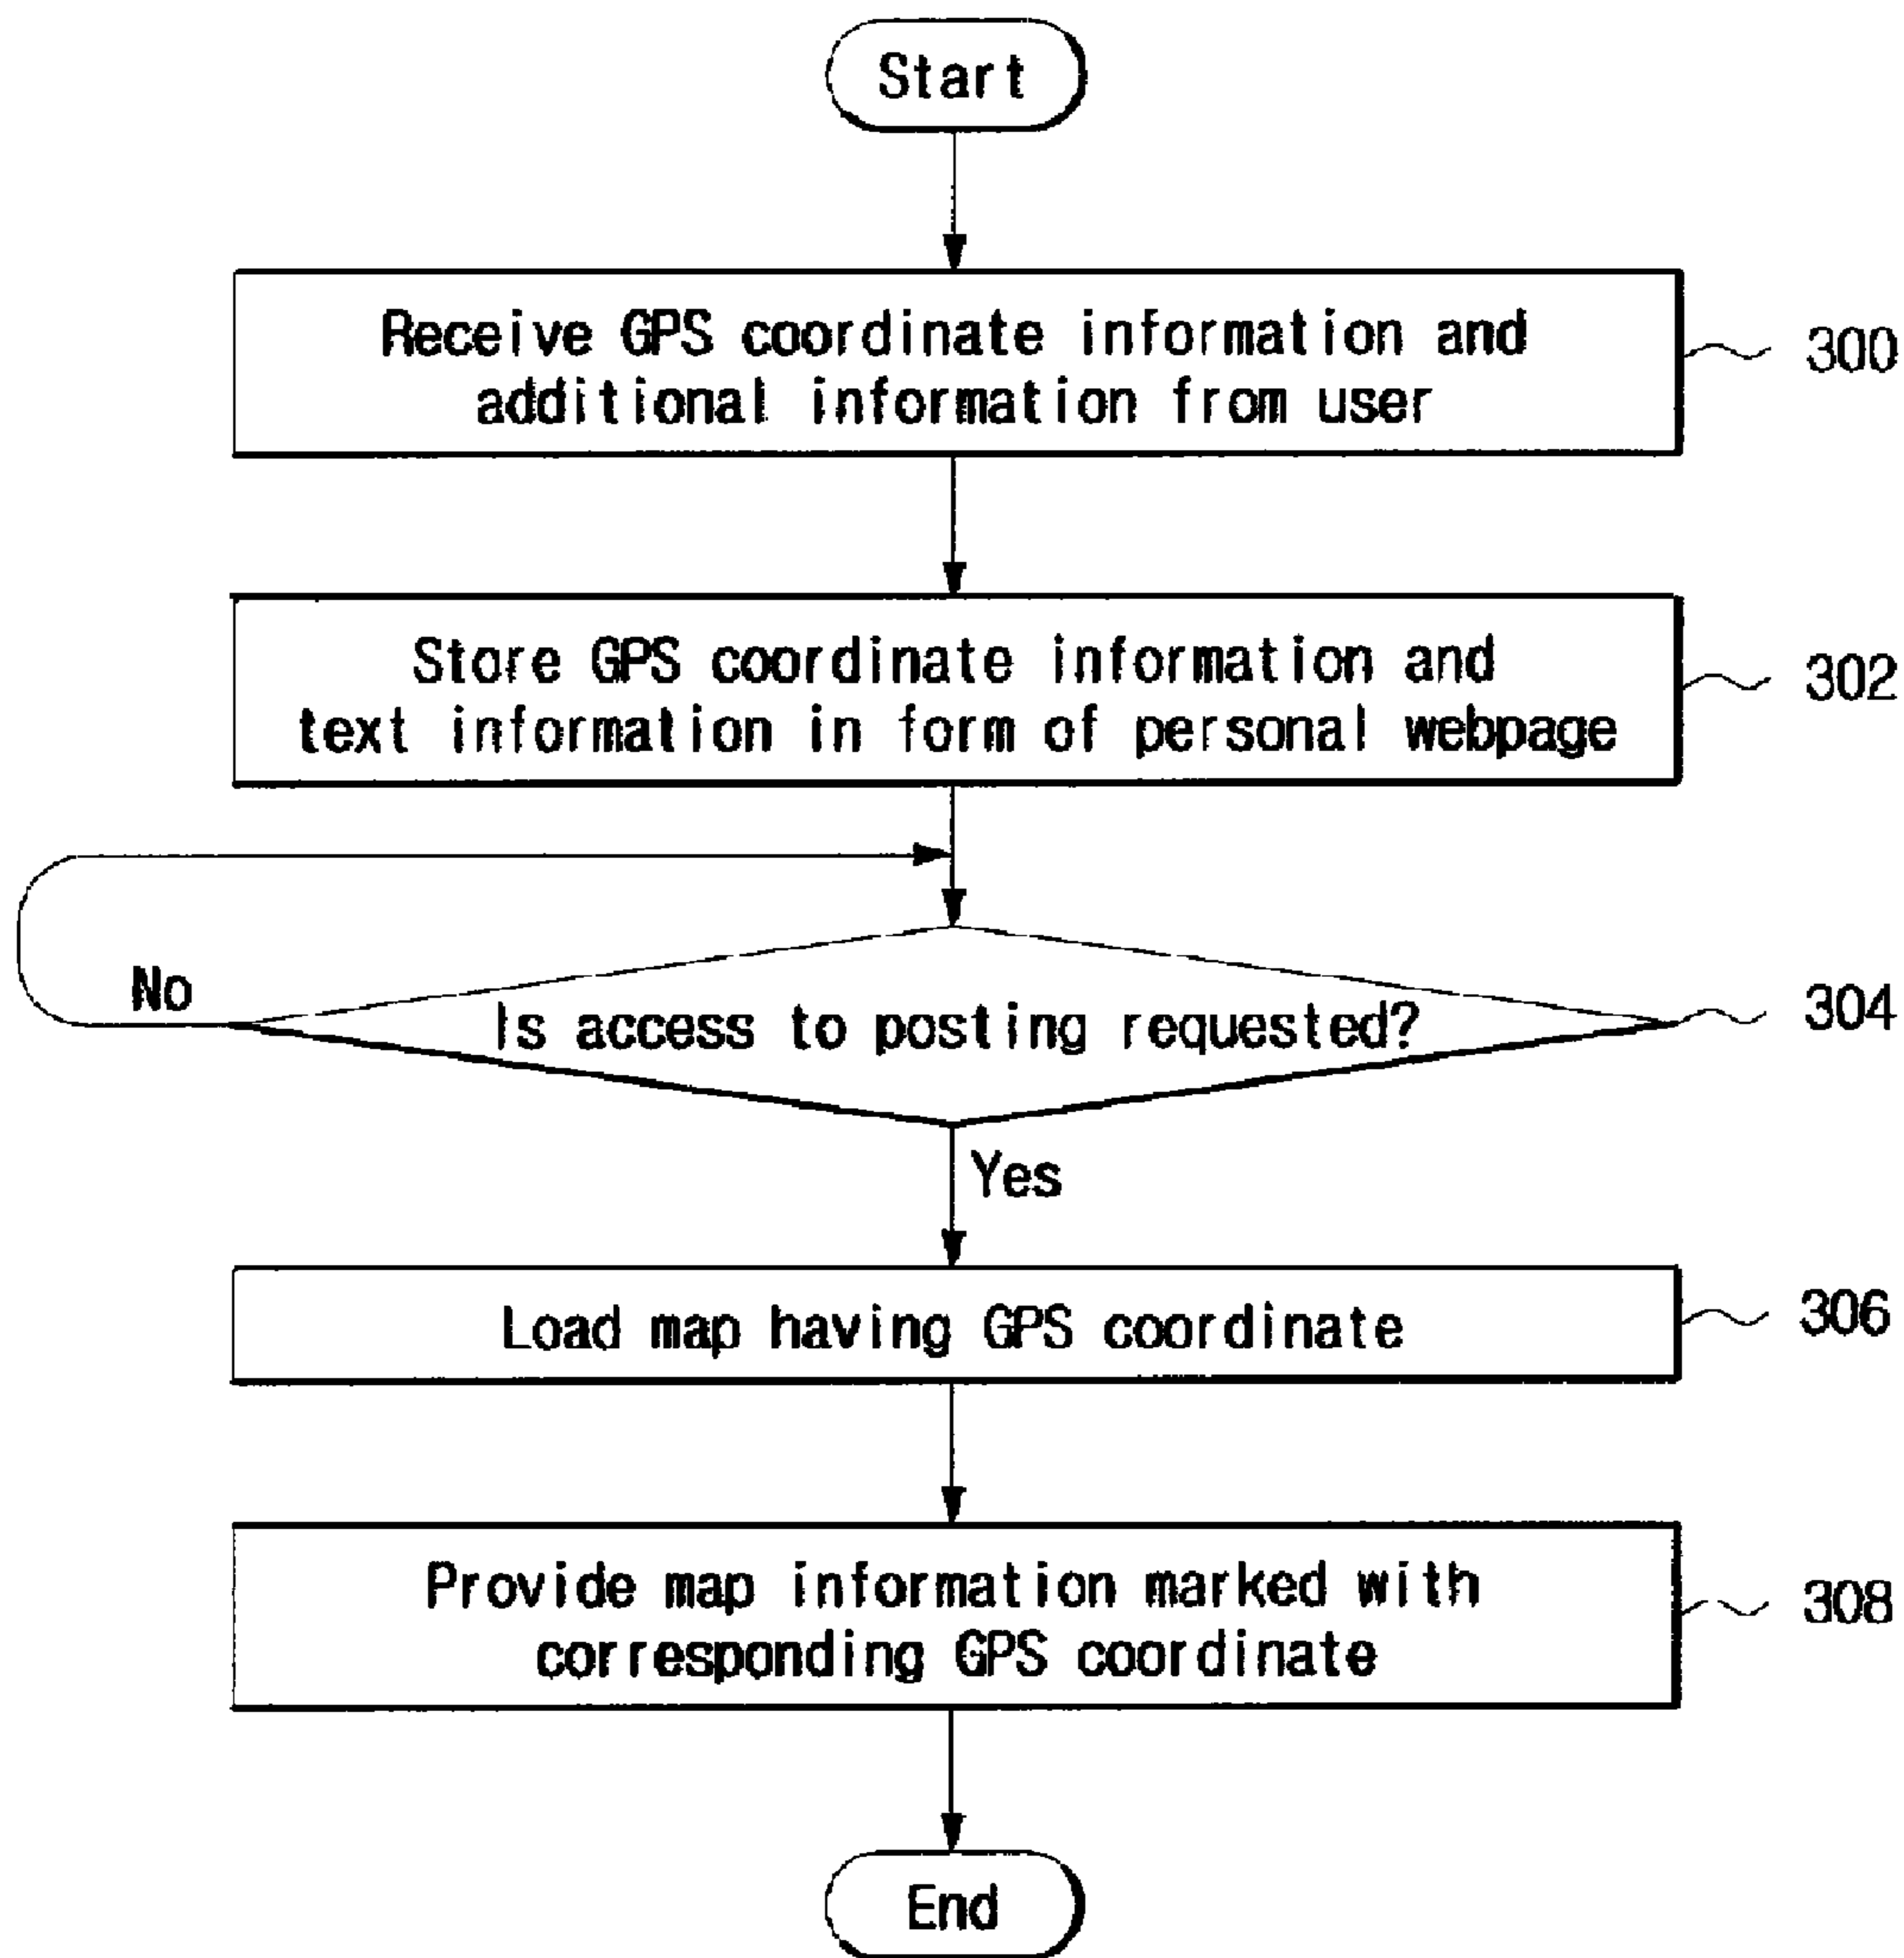 Start
Receive GPS coordinate information and
additional information from user
300
Store GPS coordinate information and
text information in form of personal webpage
302
No
Is access to posting requested?
304
Yes
Load map having GPS coordinate
306
Provide map information marked with
corresponding GPS coordinate
308
End